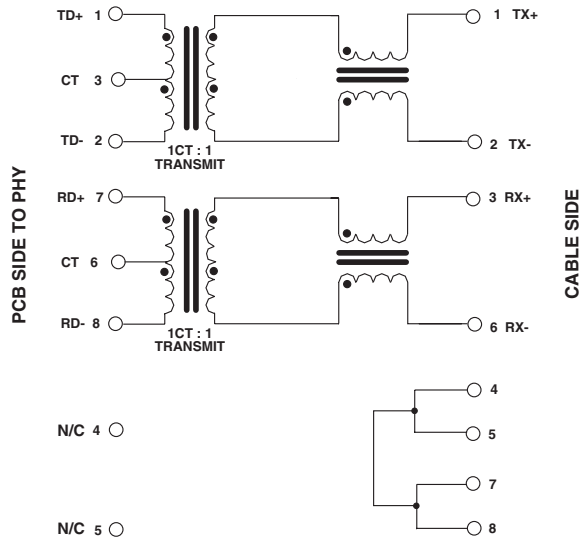 TD+ 1
1 TX+
CT 3
TD- 2
2 TX-
1CT : 1
TRANSMIT
RD+ 7
3 RX+
CT 6
RD- 8
6 RX-
1CT : 1
TRANSMIT
PCB SIDE TO PHY
CABLE SIDE
4
N/C 4
5
7
N/C 5
8